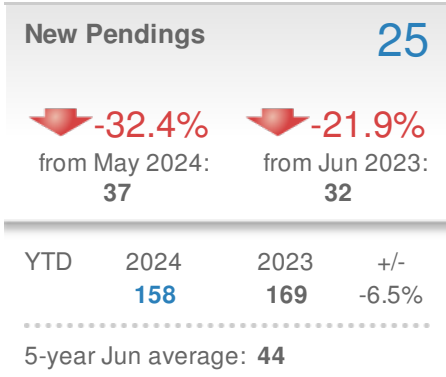 New Pendings 25
-32.4% -21.9%
from May 2024: from Jun 2023:
37 32
YTD 2024 2023 +/-
158 169 -6.5%
5-year Jun average: 44